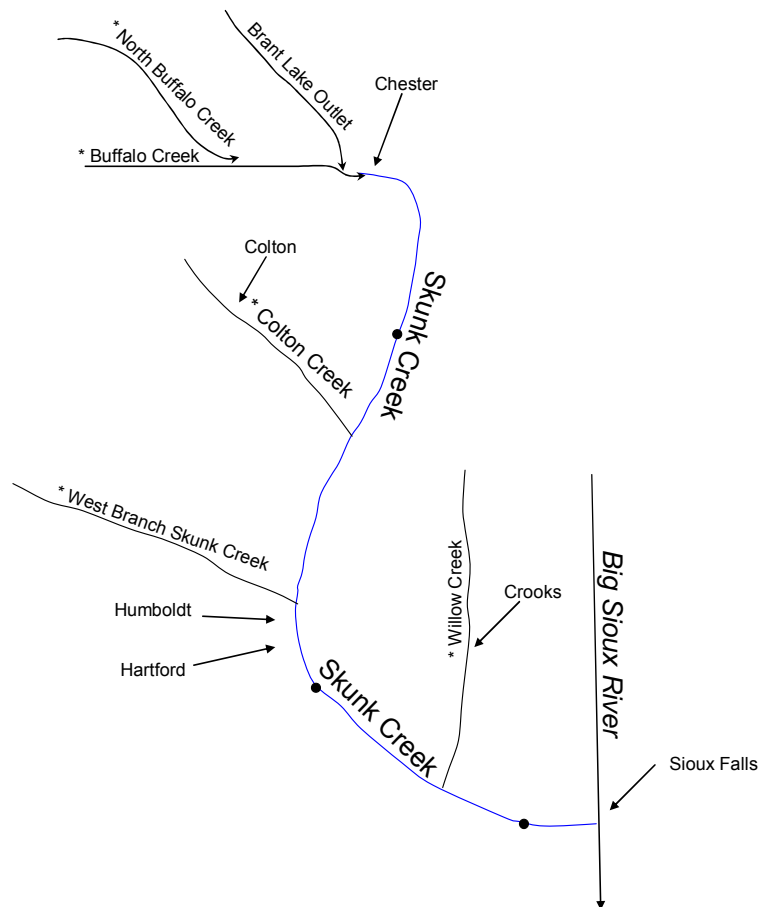 * North Buffalo Creek
Brant Lake Outlet
Chester
* Buffalo Creek
Colton
* Colton Creek
Skunk Creek
* West Branch Skunk Creek
* Willow Creek
Crooks
Big Sioux River
Humboldt
Hartford
Skunk Creek
Sioux Falls